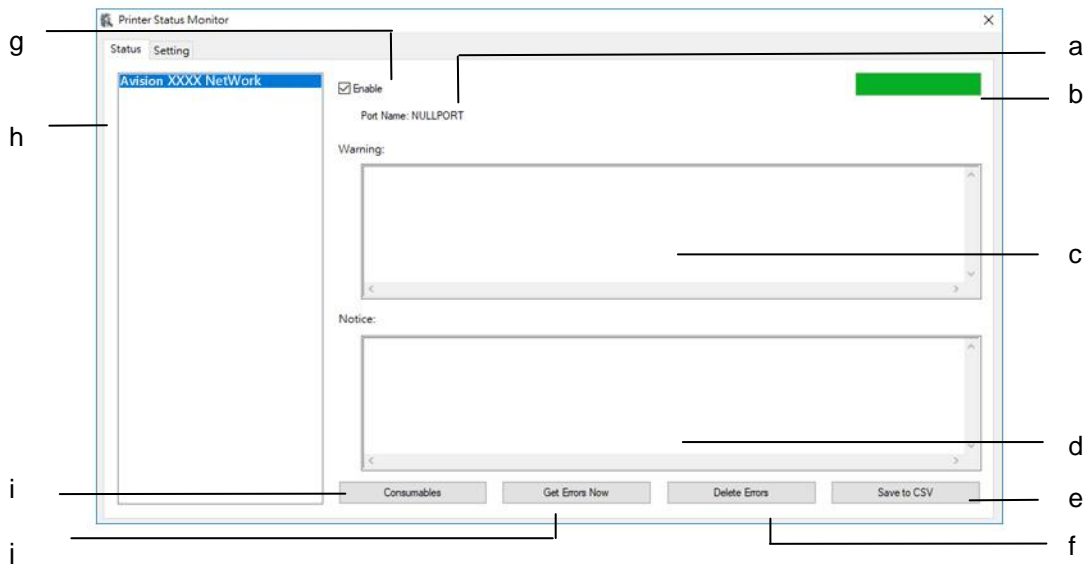 Printer Status Monitor
Status Setting
Avision XXXX NetWork
Enable
Port Name: NULLPORT
Warning:
Notice:
Consumables Get Errors Now Delete Errors Save to CSV
g
h
i
j
a
b
c
d
e
f